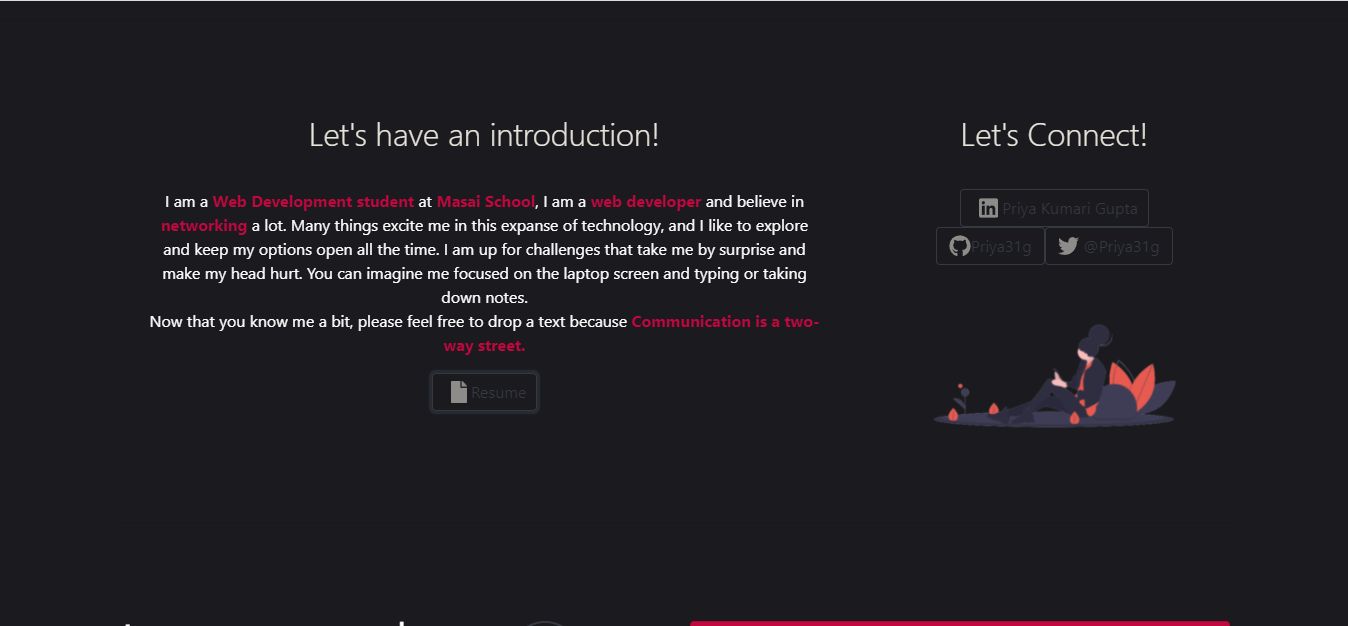 Let's have an introduction!
I am a Web Development student at Masai School, I am a web developer and believe in
networking a lot. Many things excite me in this expanse of technology, and I like to explore
and keep my options open all the time. I am up for challenges that take me by surprise and
make my head hurt. You can imagine me focused on the laptop screen and typing or taking
down notes.
Now that you know me a bit, please feel free to drop a text because Communication is a two-
way street.
Resume
Let's Connect!
in Priya Kumari Gupta
Priya31g
@Priya31g